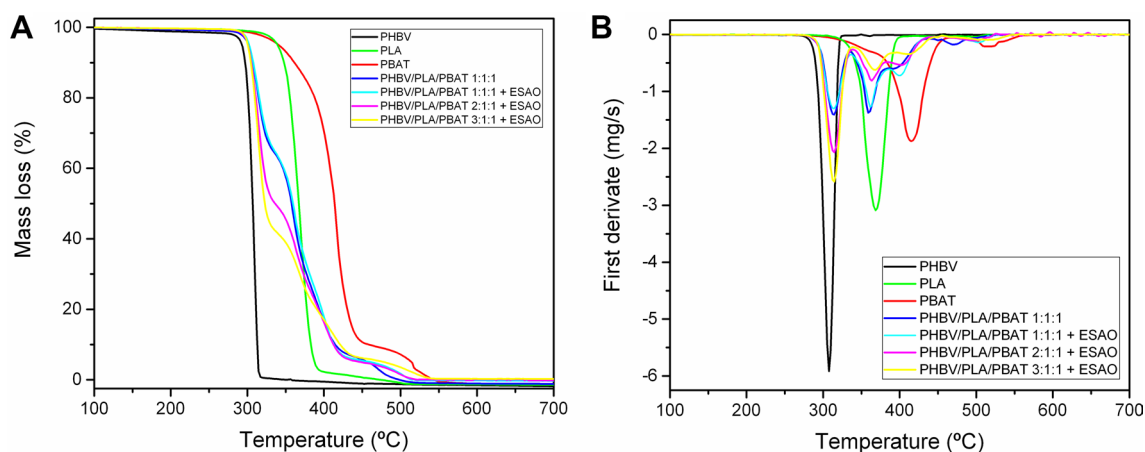 A
Mass loss (%)
100
80
60
40
20
0
PHBV
PLA
PBAT
PHBV/PLA/PBAT 1:1:1
PHBV/PLA/PBAT 1:1:1 + ESAO
PHBV/PLA/PBAT 2:1:1 + ESAO
PHBV/PLA/PBAT 3:1:1 + ESAO
100 200 300 400 500 600 700
Temperature (ºC)
B
First derivate (mg/s)
0
-1
-2
-3
-4
-5
-6
PHBV
PLA
PBAT
PHBV/PLA/PBAT 1:1:1
PHBV/PLA/PBAT 1:1:1 + ESAO
PHBV/PLA/PBAT 2:1:1 + ESAO
PHBV/PLA/PBAT 3:1:1 + ESAO
100 200 300 400 500 600 700
Temperature (ºC)